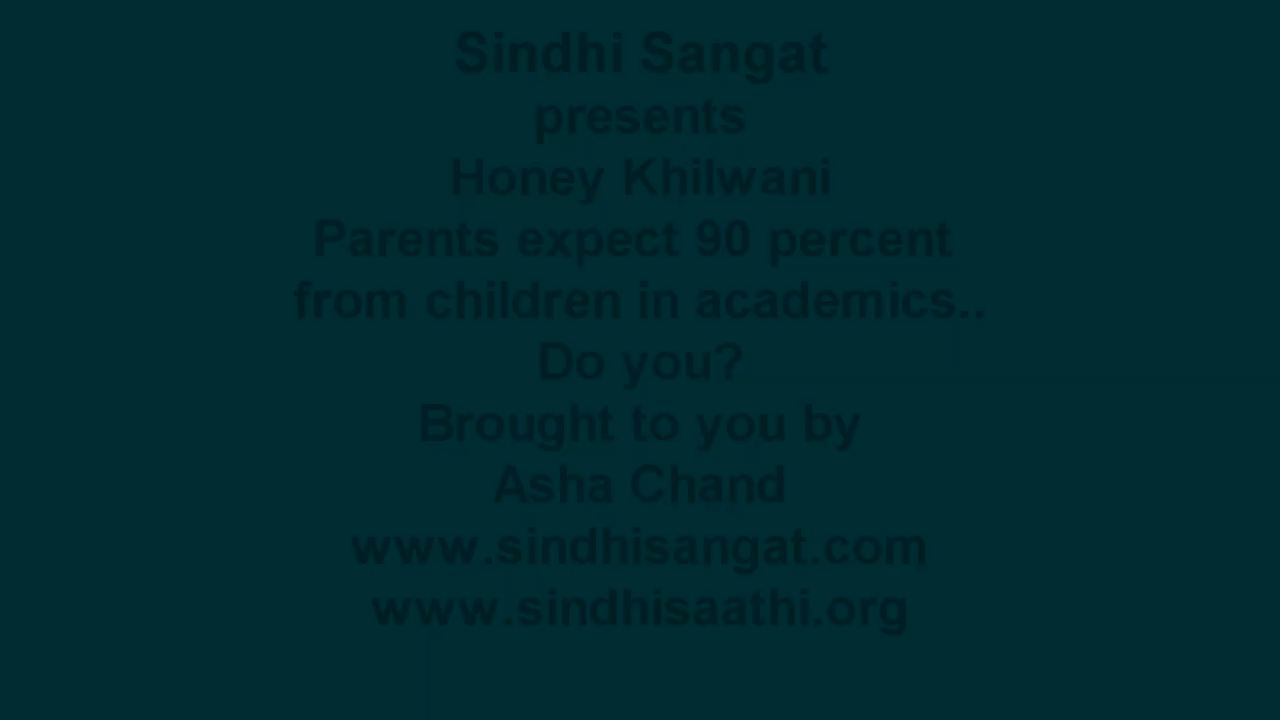 Sindhi Sangat
presents
Honey Khilwani
Parents expect 90 percent
from children in academics..
Do you?
Brought to you by
Asha Chand
www.sindhisangat.com
www.sindhisaathi.org